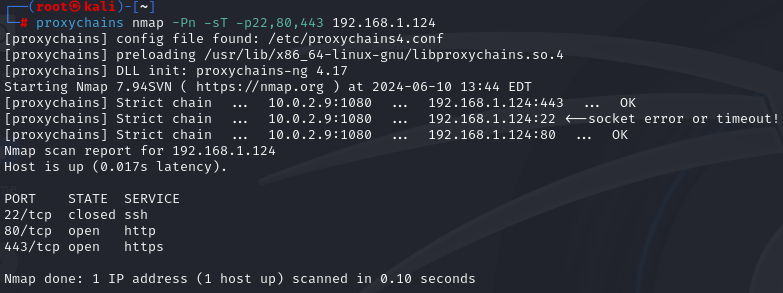 ┌──(root㉿kali)-[~]
└─# proxychains nmap -Pn -sT -p22,80,443 192.168.1.124
[proxychains] config file found: /etc/proxychains4.conf
[proxychains] preloading /usr/lib/x86_64-linux-gnu/libproxychains.so.4
[proxychains] DLL init: proxychains-ng 4.17
Starting Nmap 7.94SVN ( https://nmap.org ) at 2024-06-10 13:44 EDT
[proxychains] Strict chain  ...  10.0.2.9:1080  ...  192.168.1.124:443  ...  OK
[proxychains] Strict chain  ...  10.0.2.9:1080  ...  192.168.1.124:22 <--socket error or timeout!
[proxychains] Strict chain  ...  10.0.2.9:1080  ...  192.168.1.124:80  ...  OK
Nmap scan report for 192.168.1.124
Host is up (0.017s latency).

PORT    STATE  SERVICE
22/tcp  closed ssh
80/tcp  open   http
443/tcp open   https

Nmap done: 1 IP address (1 host up) scanned in 0.10 seconds